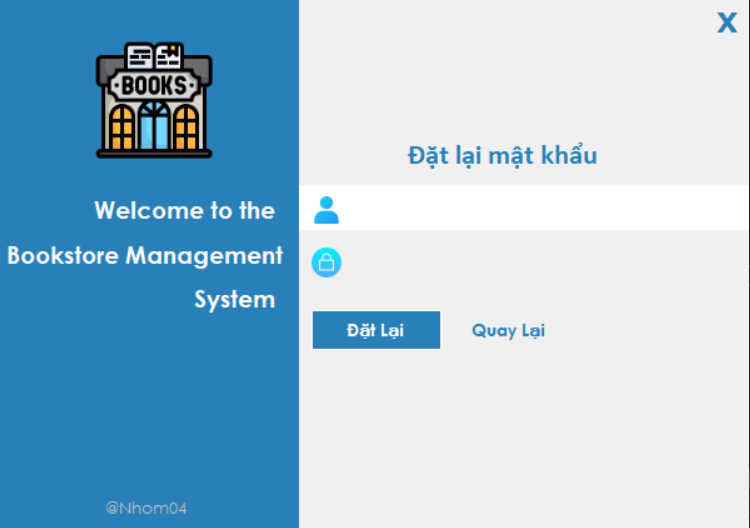 X
BOOKS
Welcome to the
Bookstore Management
System
@Nhom04
Đặt lại mật khẩu
Đặt Lại
Quay Lại